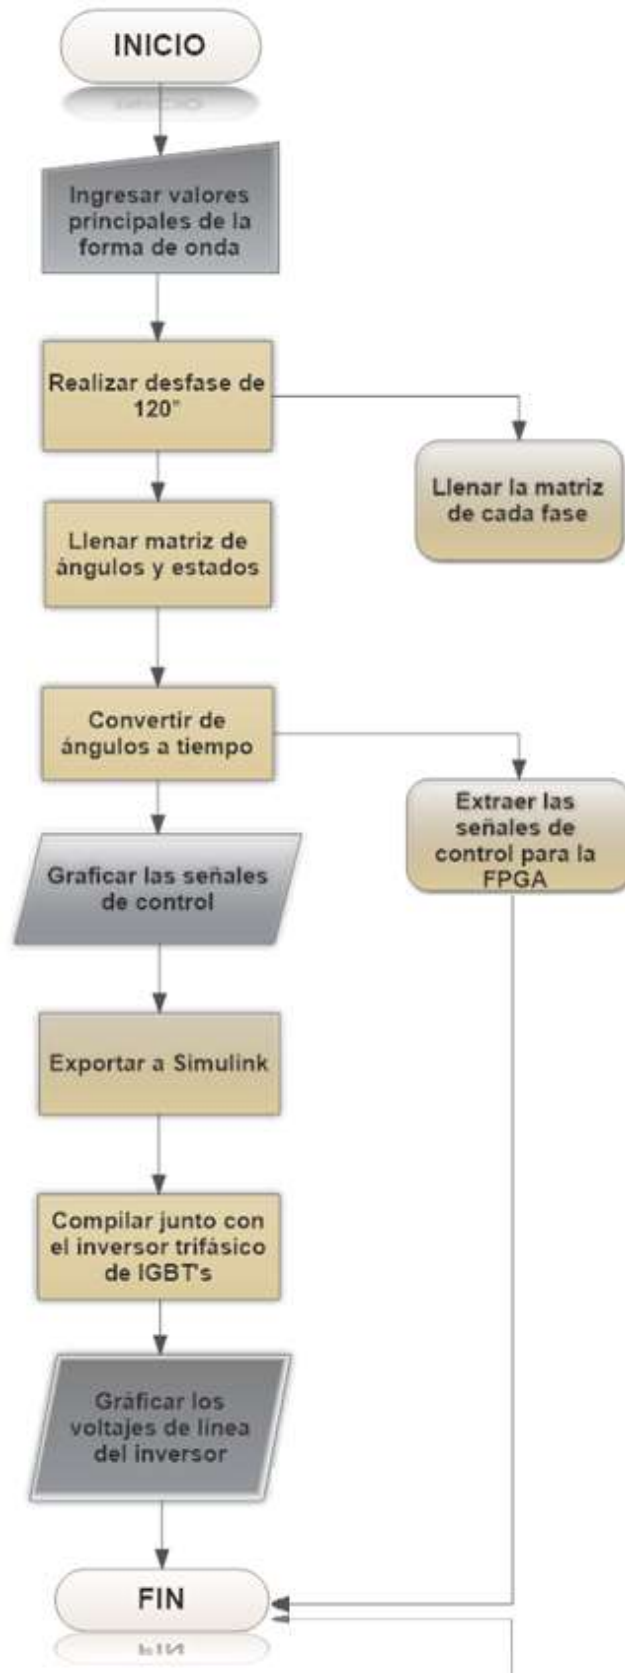 INICIO
Ingresar valores
principales de la
forma de onda
Realizar desfase de
120°
Llenar la matriz
de cada fase
Llenar matriz de
ángulos y estados
Convertir de
ángulos a tiempo
Extraer las
señales de
control para la
FPGA
Graficar las señales
de control
Exportar a Simulink
Compilar junto con
el inversor trifásico
de IGBT's
Gráficar los
voltajes de línea
del inversor
FIN